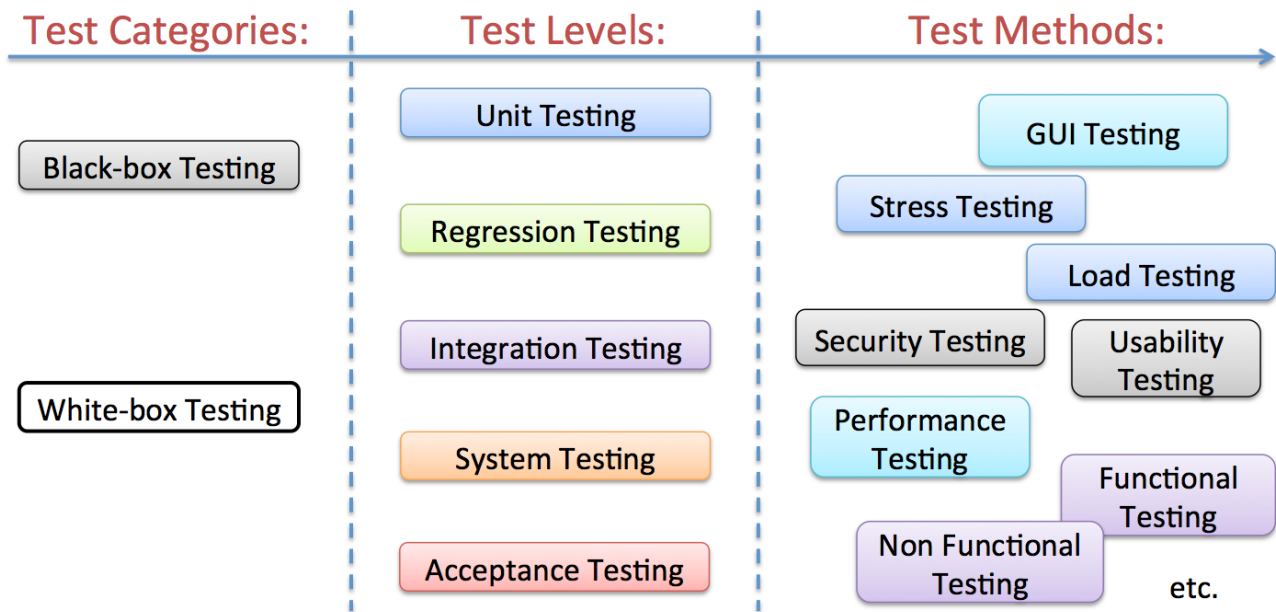 Test Categories:
Test Levels:
Test Methods:
Black-box Testing
White-box Testing
Unit Testing
Regression Testing
Integration Testing
System Testing
Acceptance Testing
GUI Testing
Stress Testing
Load Testing
Security Testing
Usability
Testing
Performance
Testing
Functional
Testing
Non Functional
Testing
etc.